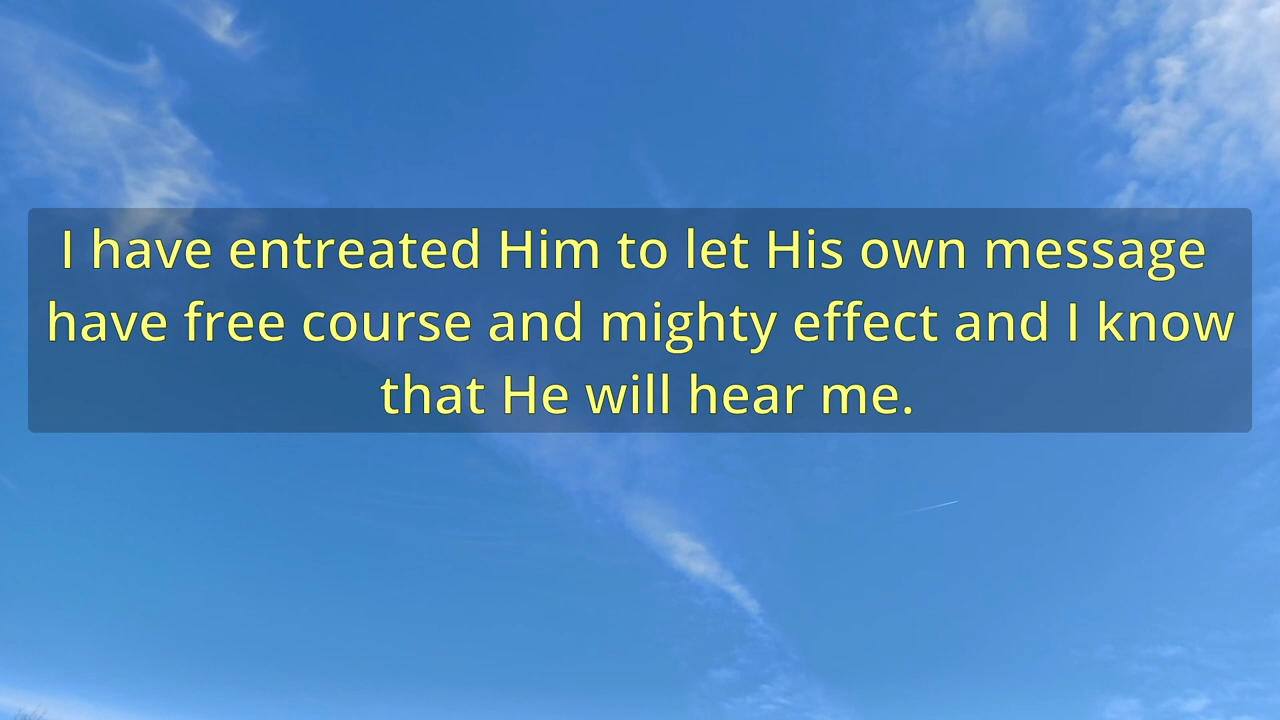 I have entreated Him to let His own message
have free course and mighty effect and I know
that He will hear me.